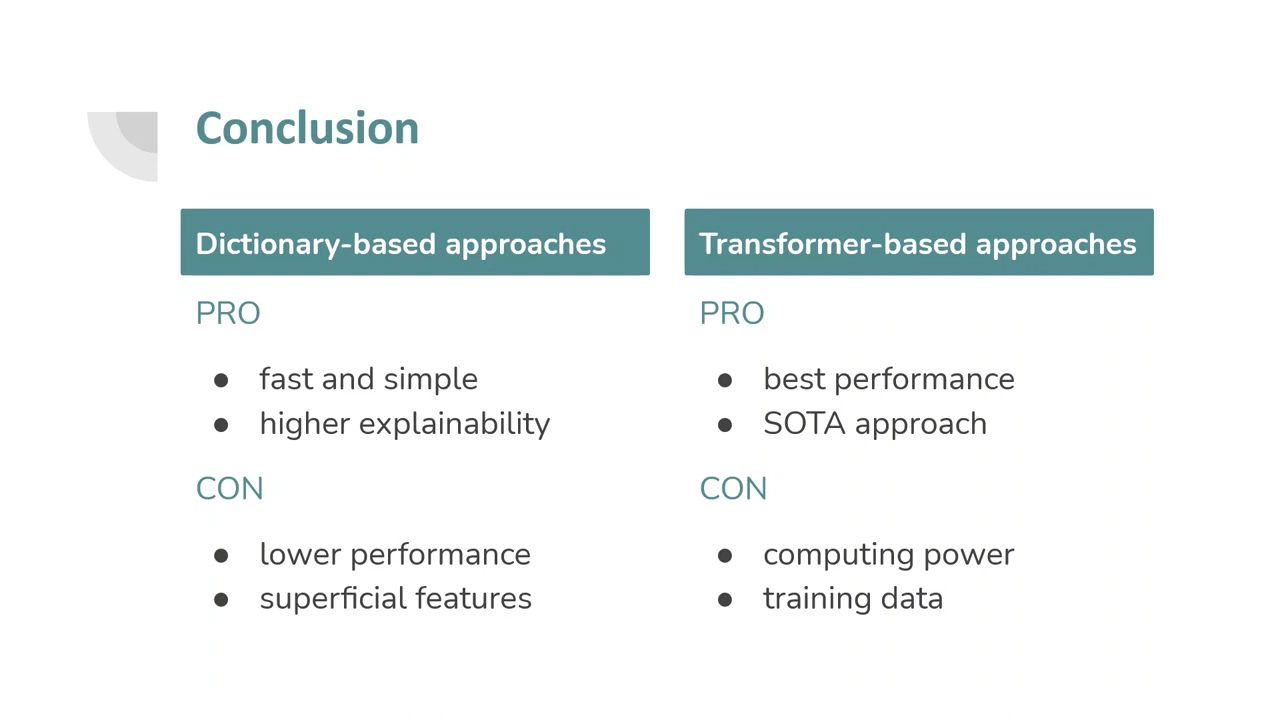 Conclusion
Dictionary-based approaches
PRO
● fast and simple
● higher explainability
CON
● lower performance
● superficial features
Transformer-based approaches
PRO
● best performance
● SOTA approach
CON
● computing power
● training data